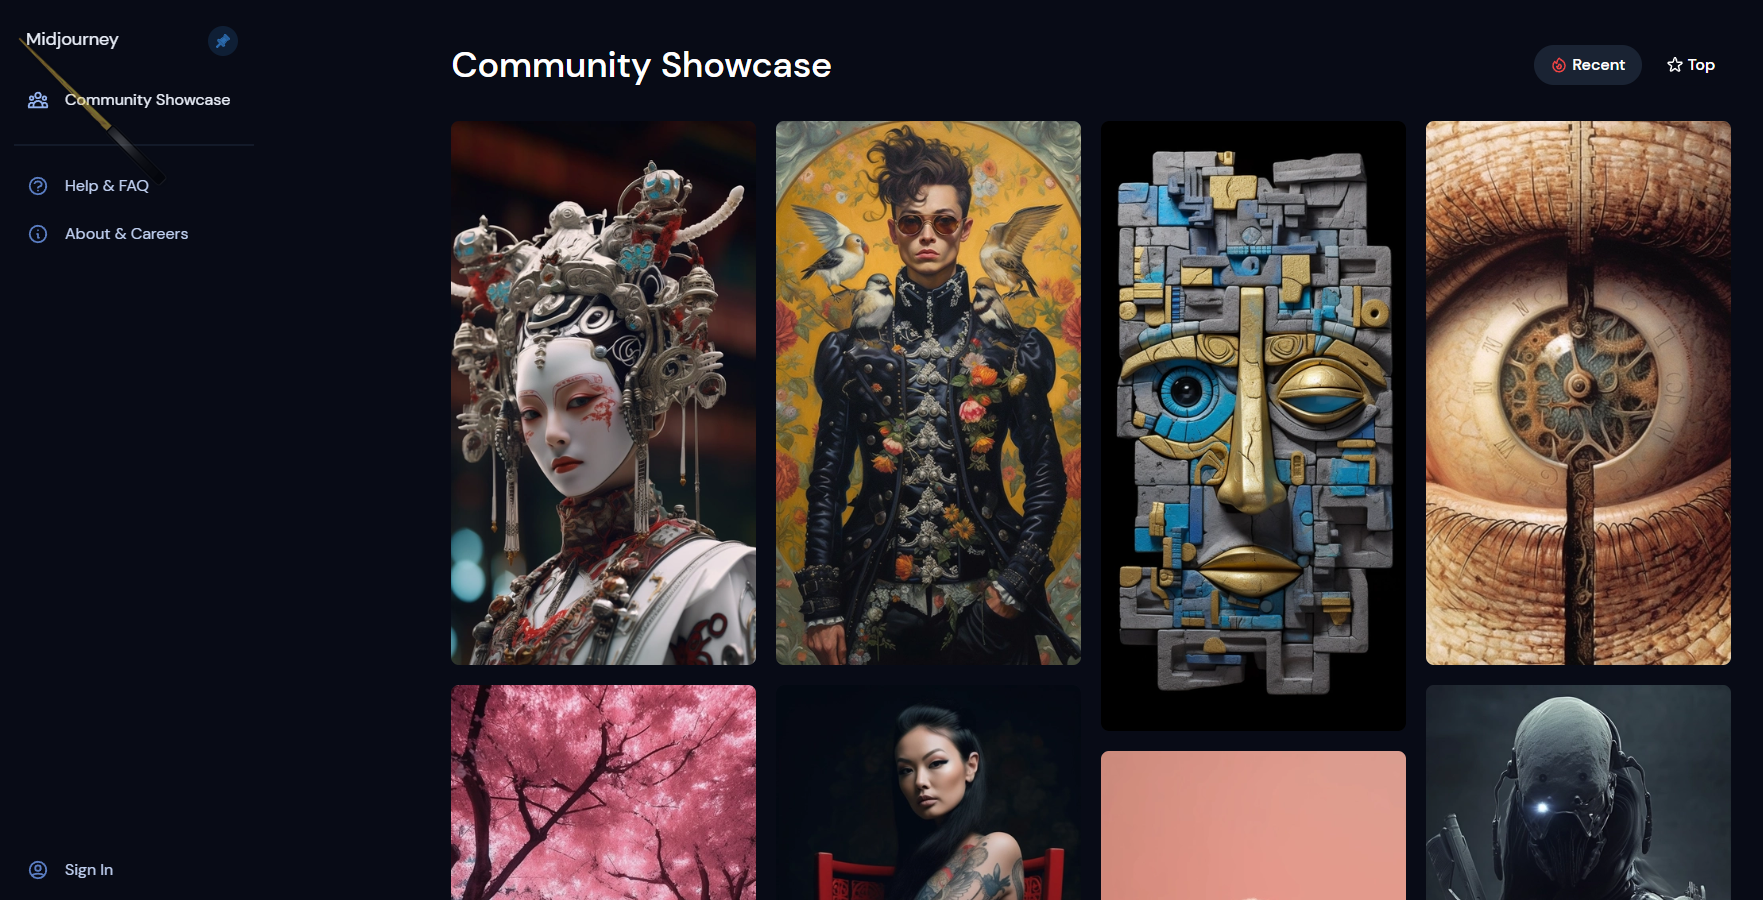 Midjourney
Community Showcase
Help & FAQ
About & Careers
Sign In
Community Showcase
Recent
Top